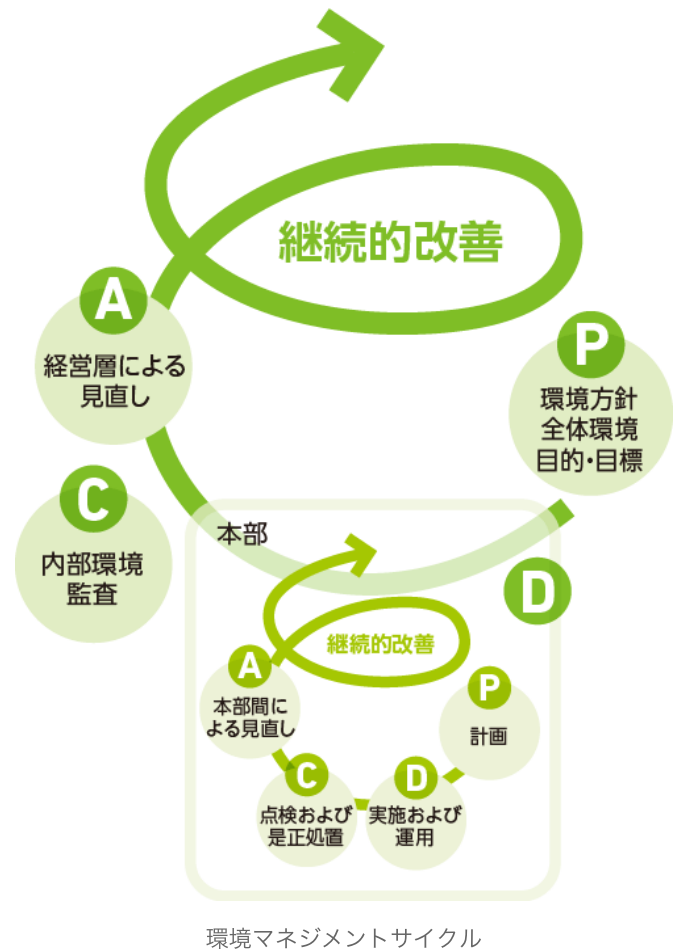 継続的改善
A
経営層による
見直し
P
環境方針
全体環境
目的・目標
C
内部環境
監査
本部
D
継続的改善
A
本部間に
よる見直し
P
計画
C
点検および
是正処置
D
実施および
運用
環境マネジメントサイクル